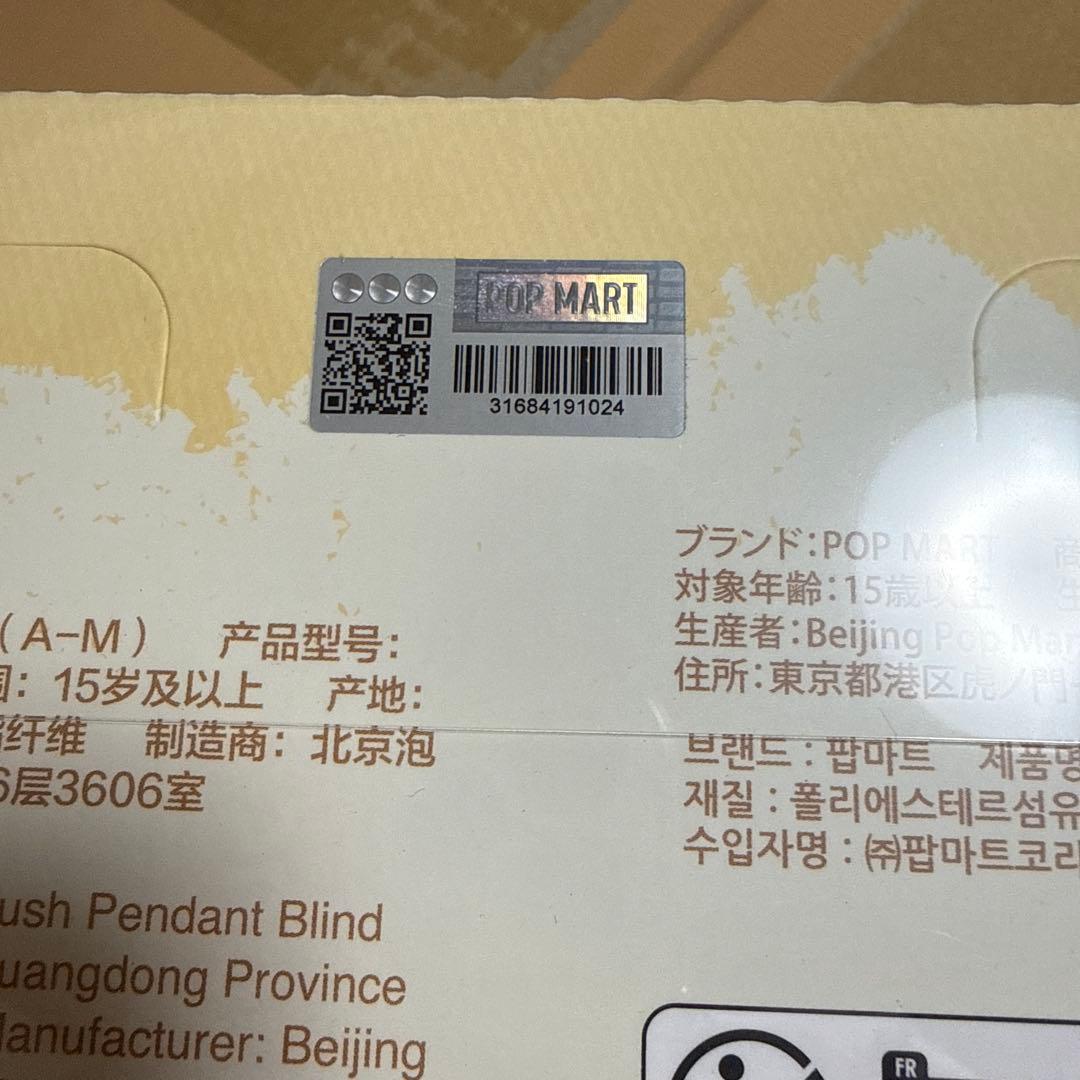 POP MART
31684191024
ブランド：POP MART 商
対象年齢：15歳以上 生
生産者：Beijing Pop Mar
住所：東京都港区虎ノ門
（A-M） 产品型号：
围：15岁及以上 产地：
纤维 制造商：北京泡
6层3606室
브랜드 : 팝마트 제품명
재질 : 폴리에스테르섬유
수입자명 : ㈜팝마트코리
ush Pendant Blind
uangdong Province
Manufacturer: Beijing
FR